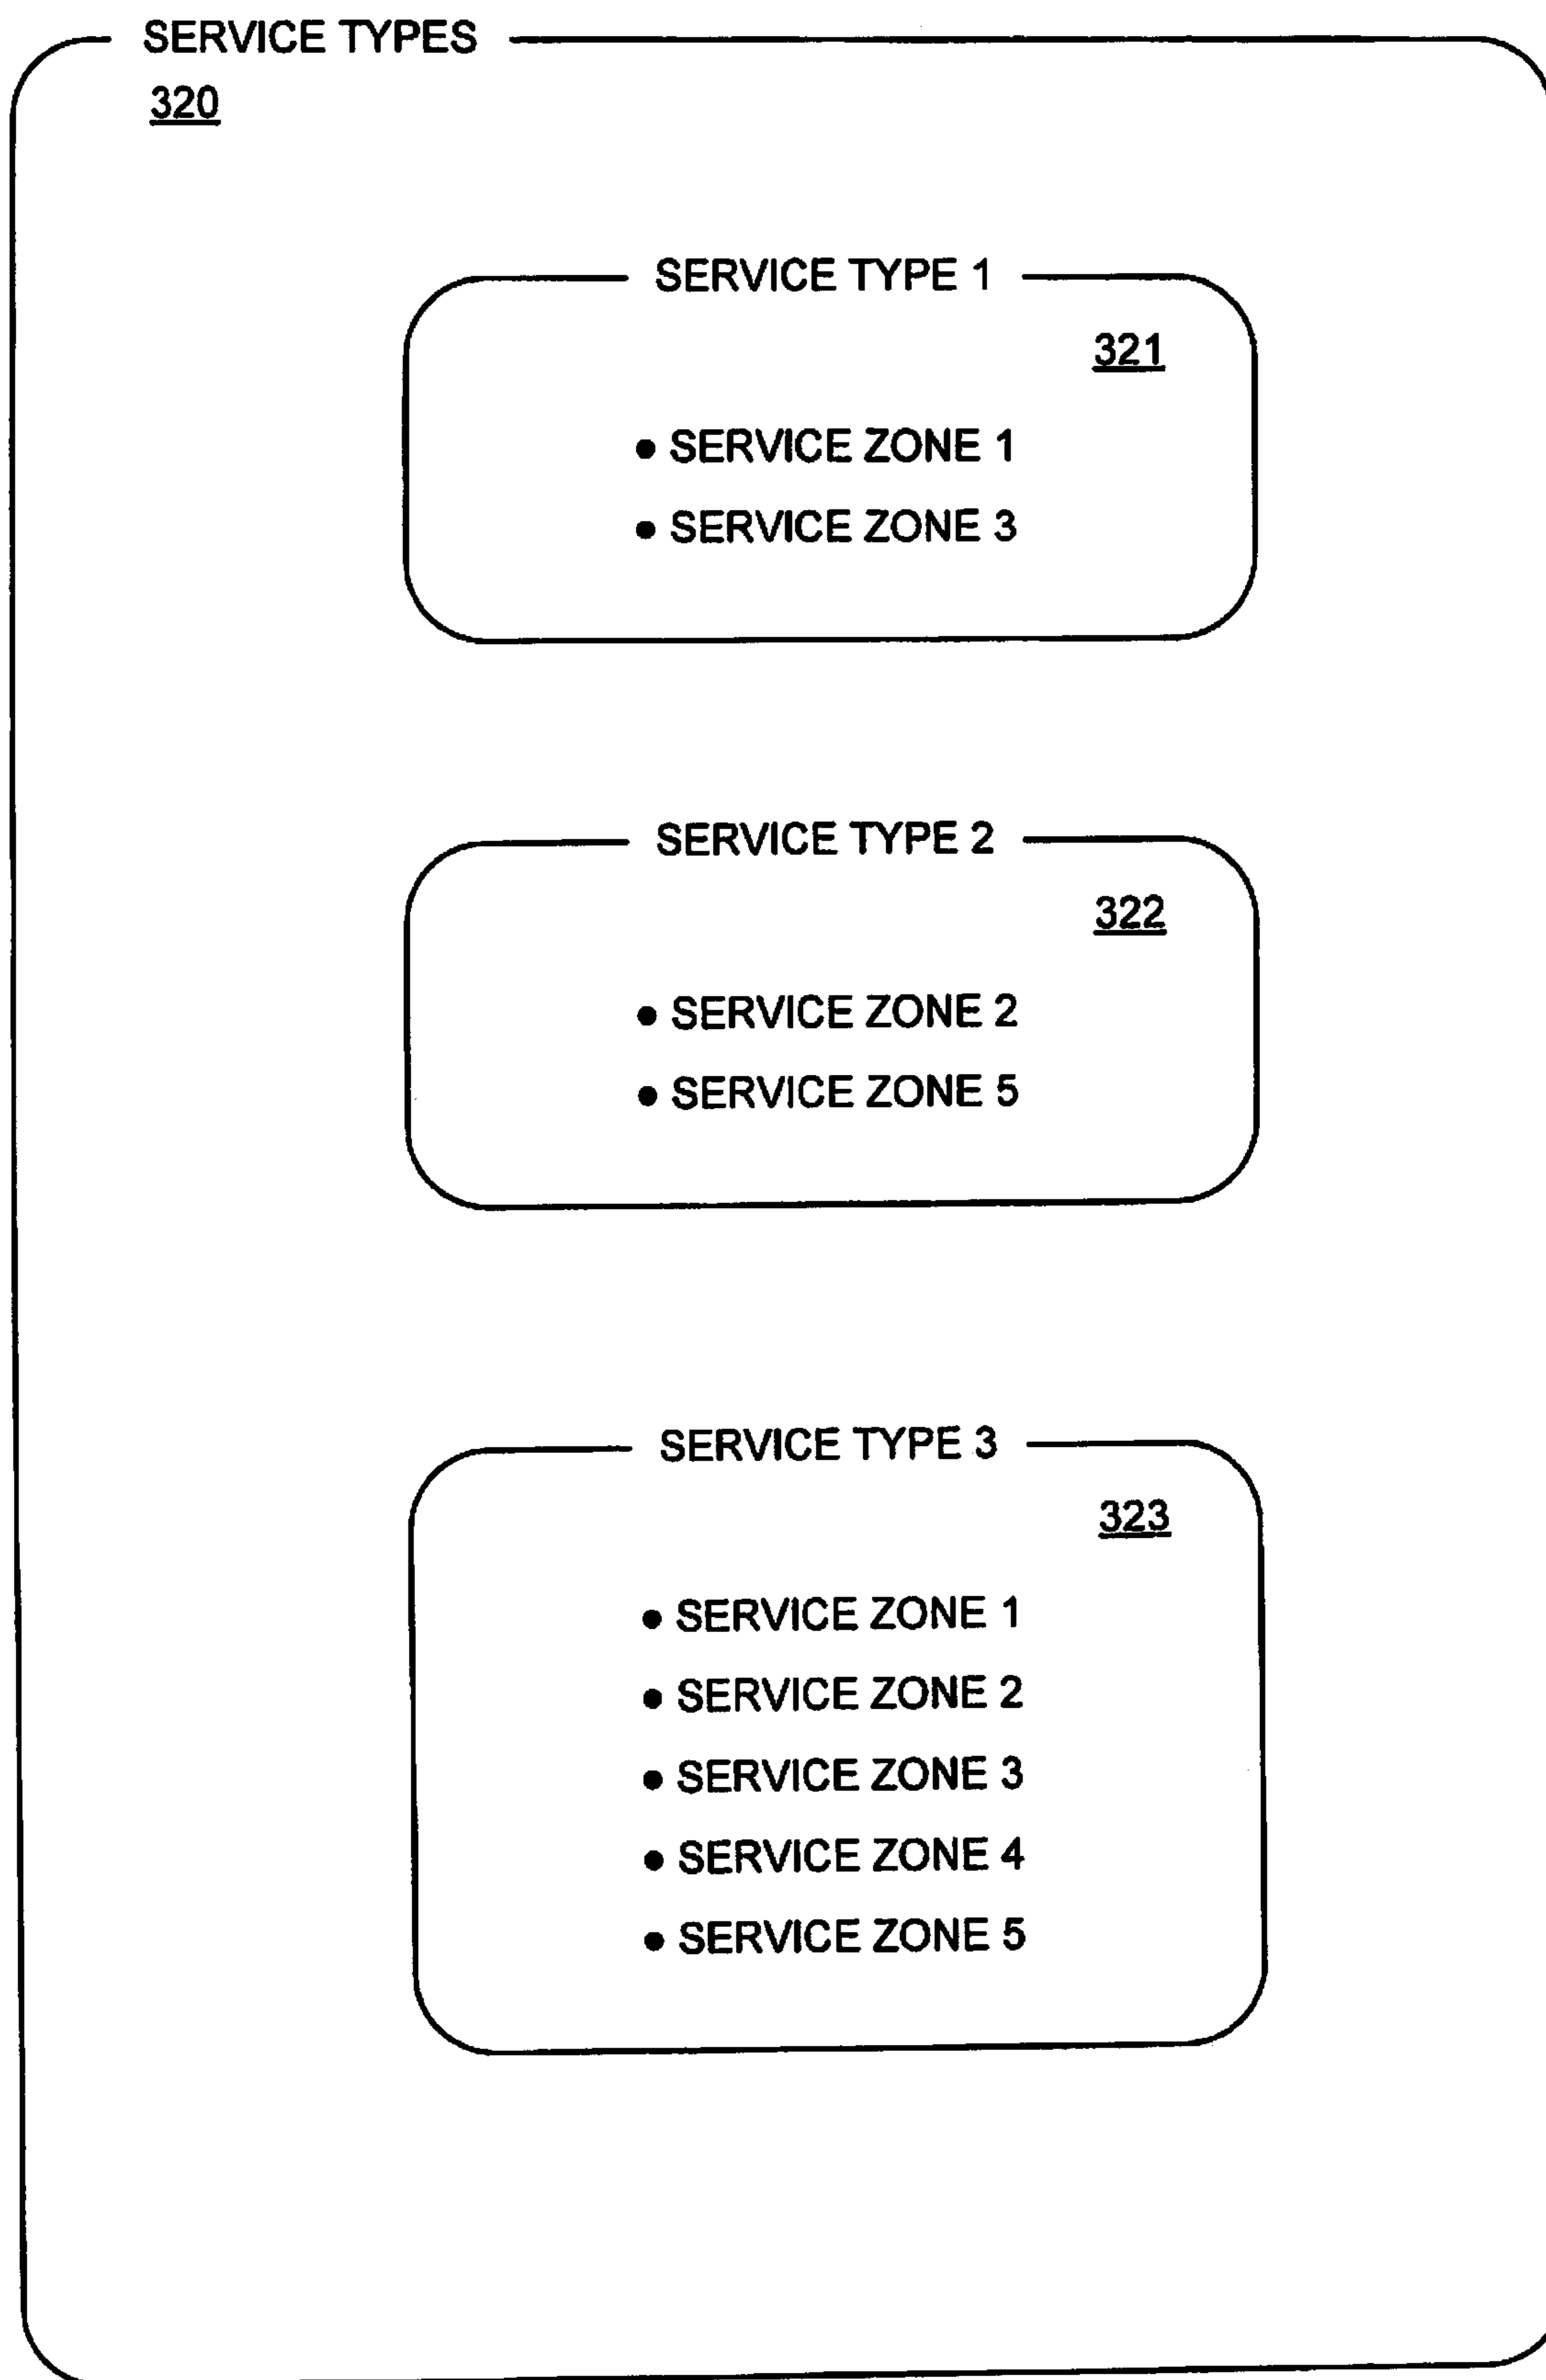 SERVICE TYPES
320
SERVICE TYPE 1
321
• SERVICE ZONE 1
• SERVICE ZONE 3
SERVICE TYPE 2
322
• SERVICE ZONE 2
• SERVICE ZONE 5
SERVICE TYPE 3
323
• SERVICE ZONE 1
• SERVICE ZONE 2
• SERVICE ZONE 3
• SERVICE ZONE 4
• SERVICE ZONE 5